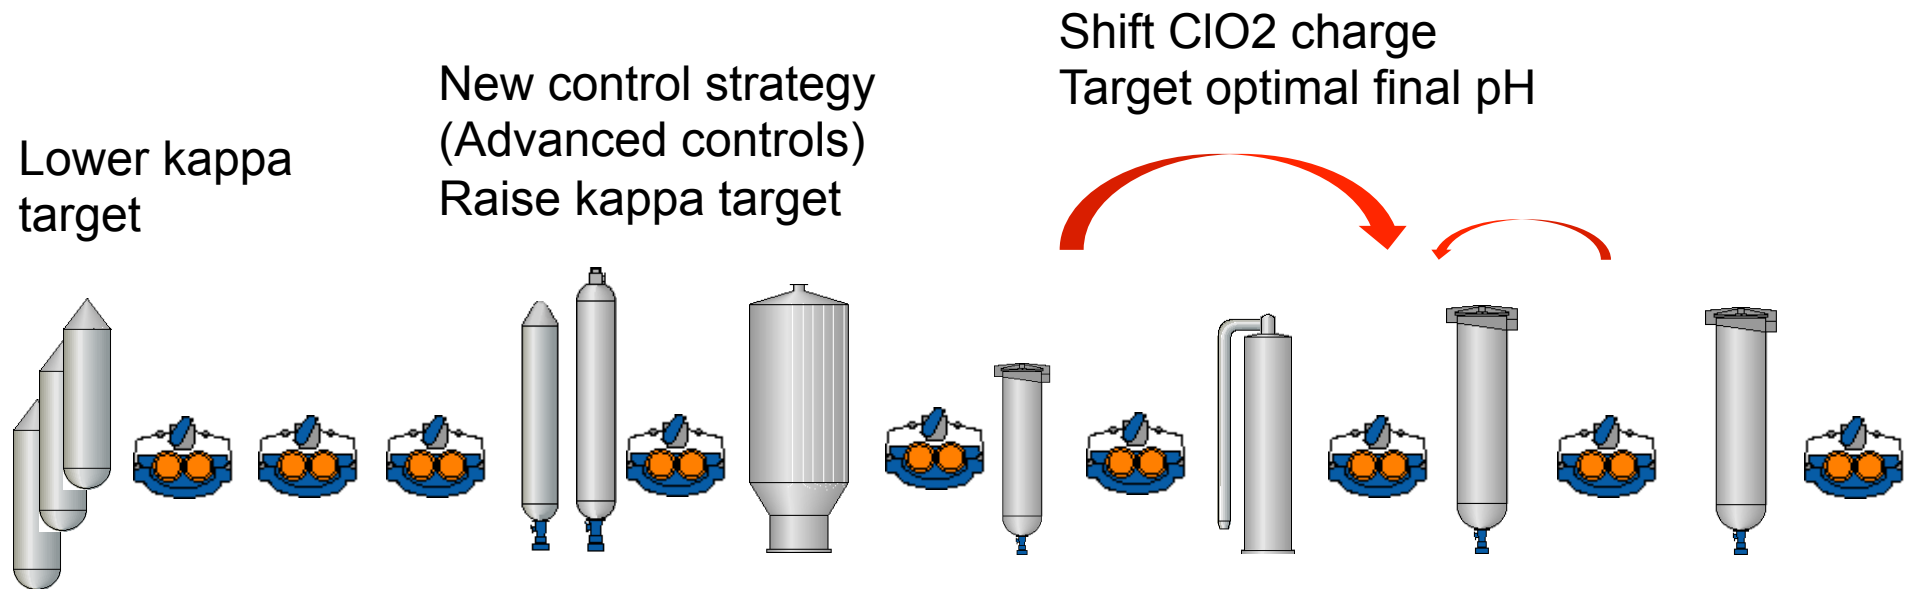 Lower kappa
target
New control strategy
(Advanced controls)
Raise kappa target
Shift ClO2 charge
Target optimal final pH